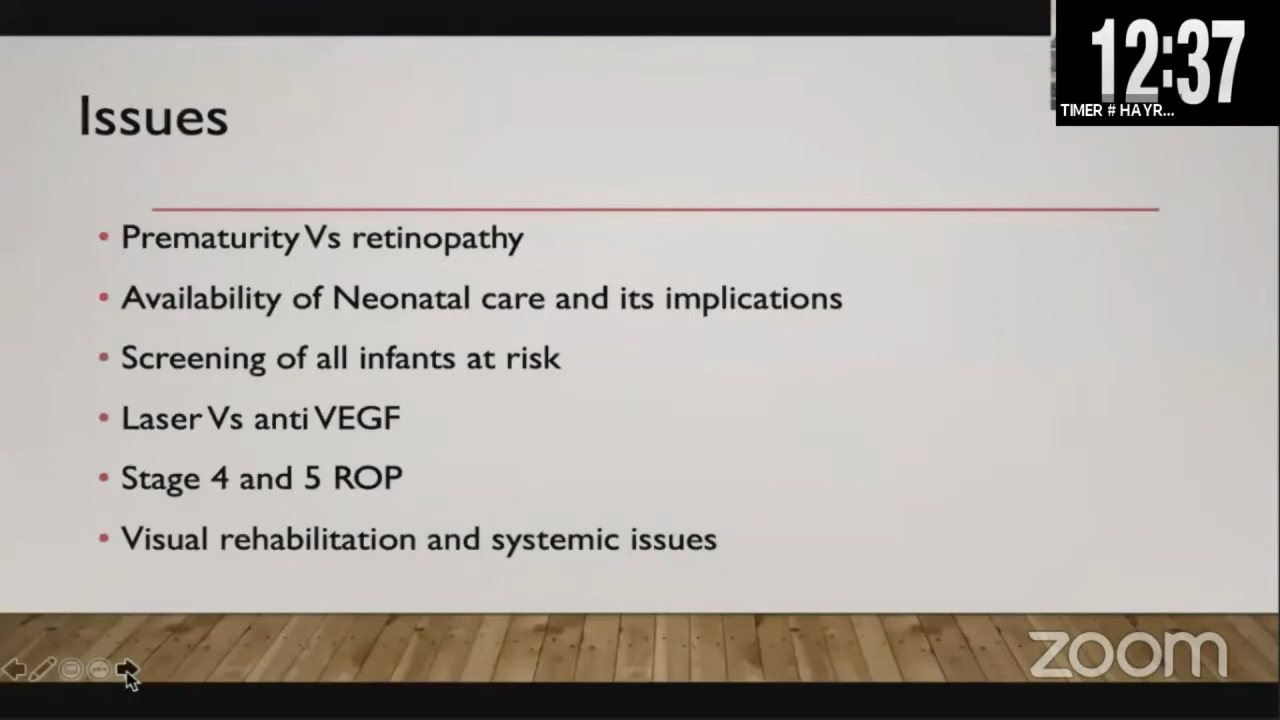 12:37
TIMER # HAYR...
Issues
• Prematurity Vs retinopathy
• Availability of Neonatal care and its implications
• Screening of all infants at risk
• Laser Vs anti VEGF
• Stage 4 and 5 ROP
• Visual rehabilitation and systemic issues
zoom